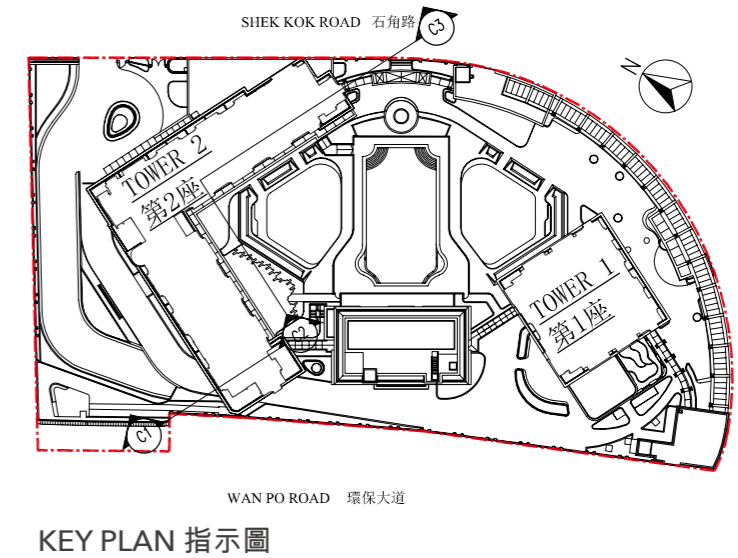 SHEK KOK ROAD 石角路
C3
N
TOWER 2
第2座
TOWER 1
第1座
C2
C1
WAN PO ROAD 環保大道
KEY PLAN 指示圖